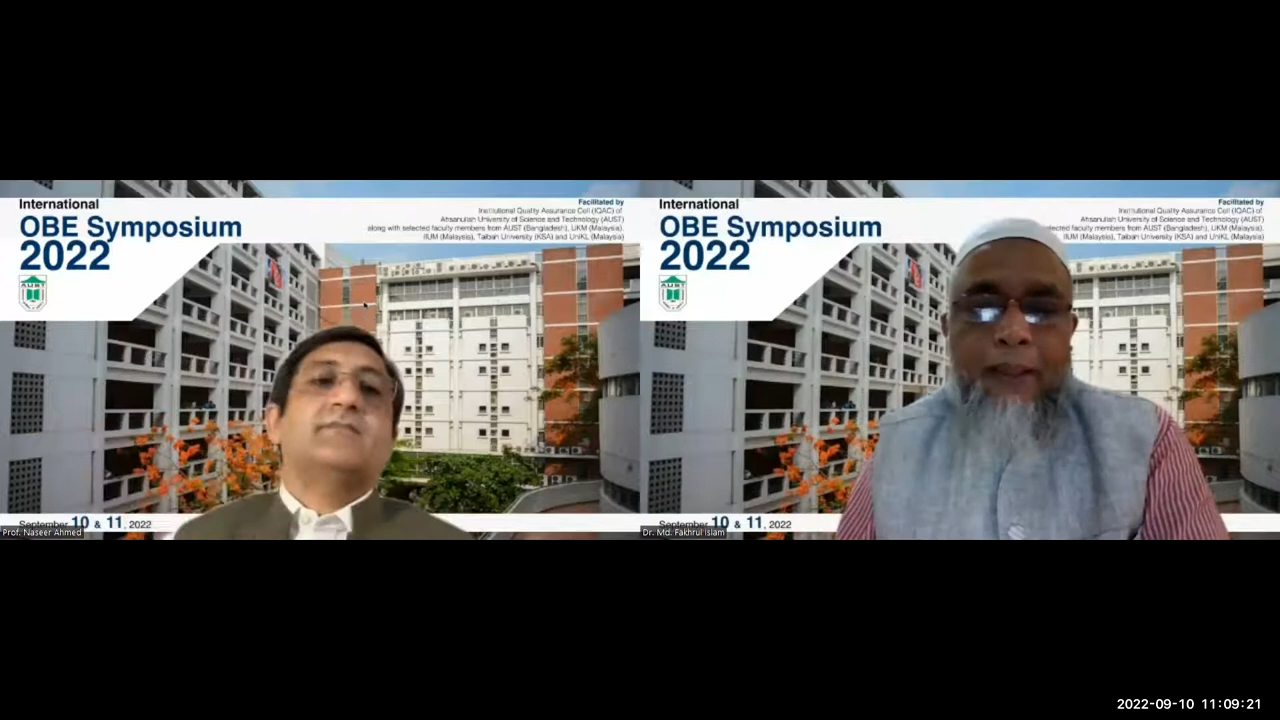 International
OBE Symposium
2022
Facilitated by
Institutional Quality Assurance Cell (IQAC) of
Ahsanullah University of Science and Technology (AUST)
along with selected faculty members from AUST (Bangladesh), UKM (Malaysia),
IIUM (Malaysia), Taibah University (KSA) and UniKL (Malaysia)
AUST
September 10 & 11, 2022
Prof. Naseer Ahmed
International
OBE Symposium
2022
Facilitated by
Institutional Quality Assurance Cell (IQAC) of
Ahsanullah University of Science and Technology (AUST)
selected faculty members from AUST (Bangladesh), UKM (Malaysia),
IIUM (Malaysia), Taibah University (KSA) and UniKL (Malaysia)
AUST
September 10 & 11, 2022
Dr. Md. Fakhrul Islam
2022-09-10 11:09:21